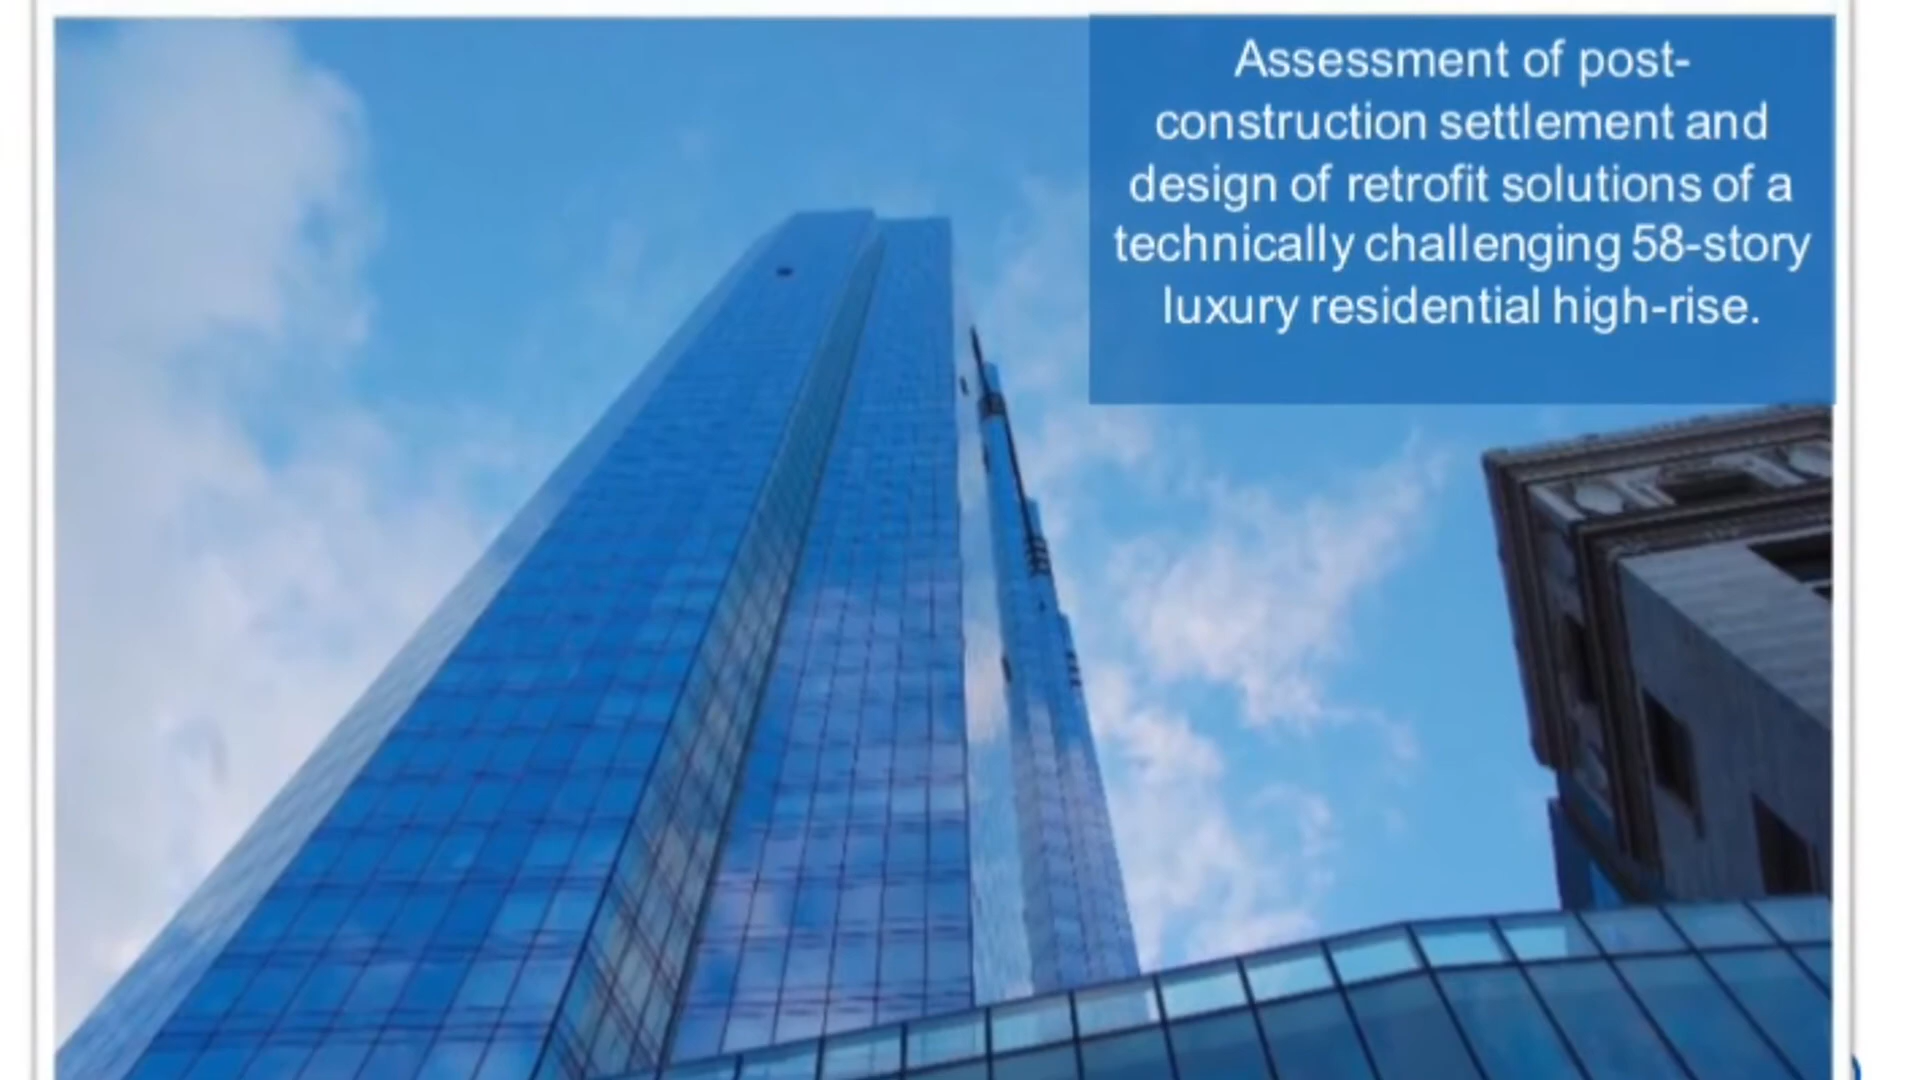 Assessment of post-
construction settlement and
design of retrofit solutions of a
technically challenging 58-story
luxury residential high-rise.